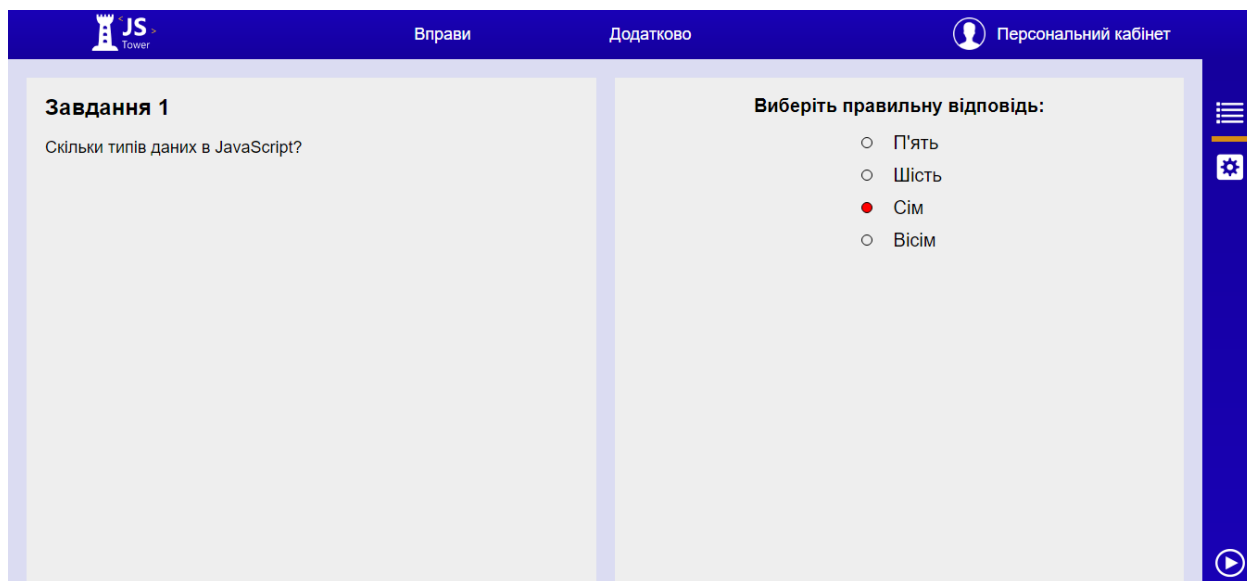 < JS >
Tower
Вправи
Додатково
Персональний кабінет
Завдання 1
Скільки типів даних в JavaScript?
Виберіть правильну відповідь:
П'ять
Шість
Сім
Вісім